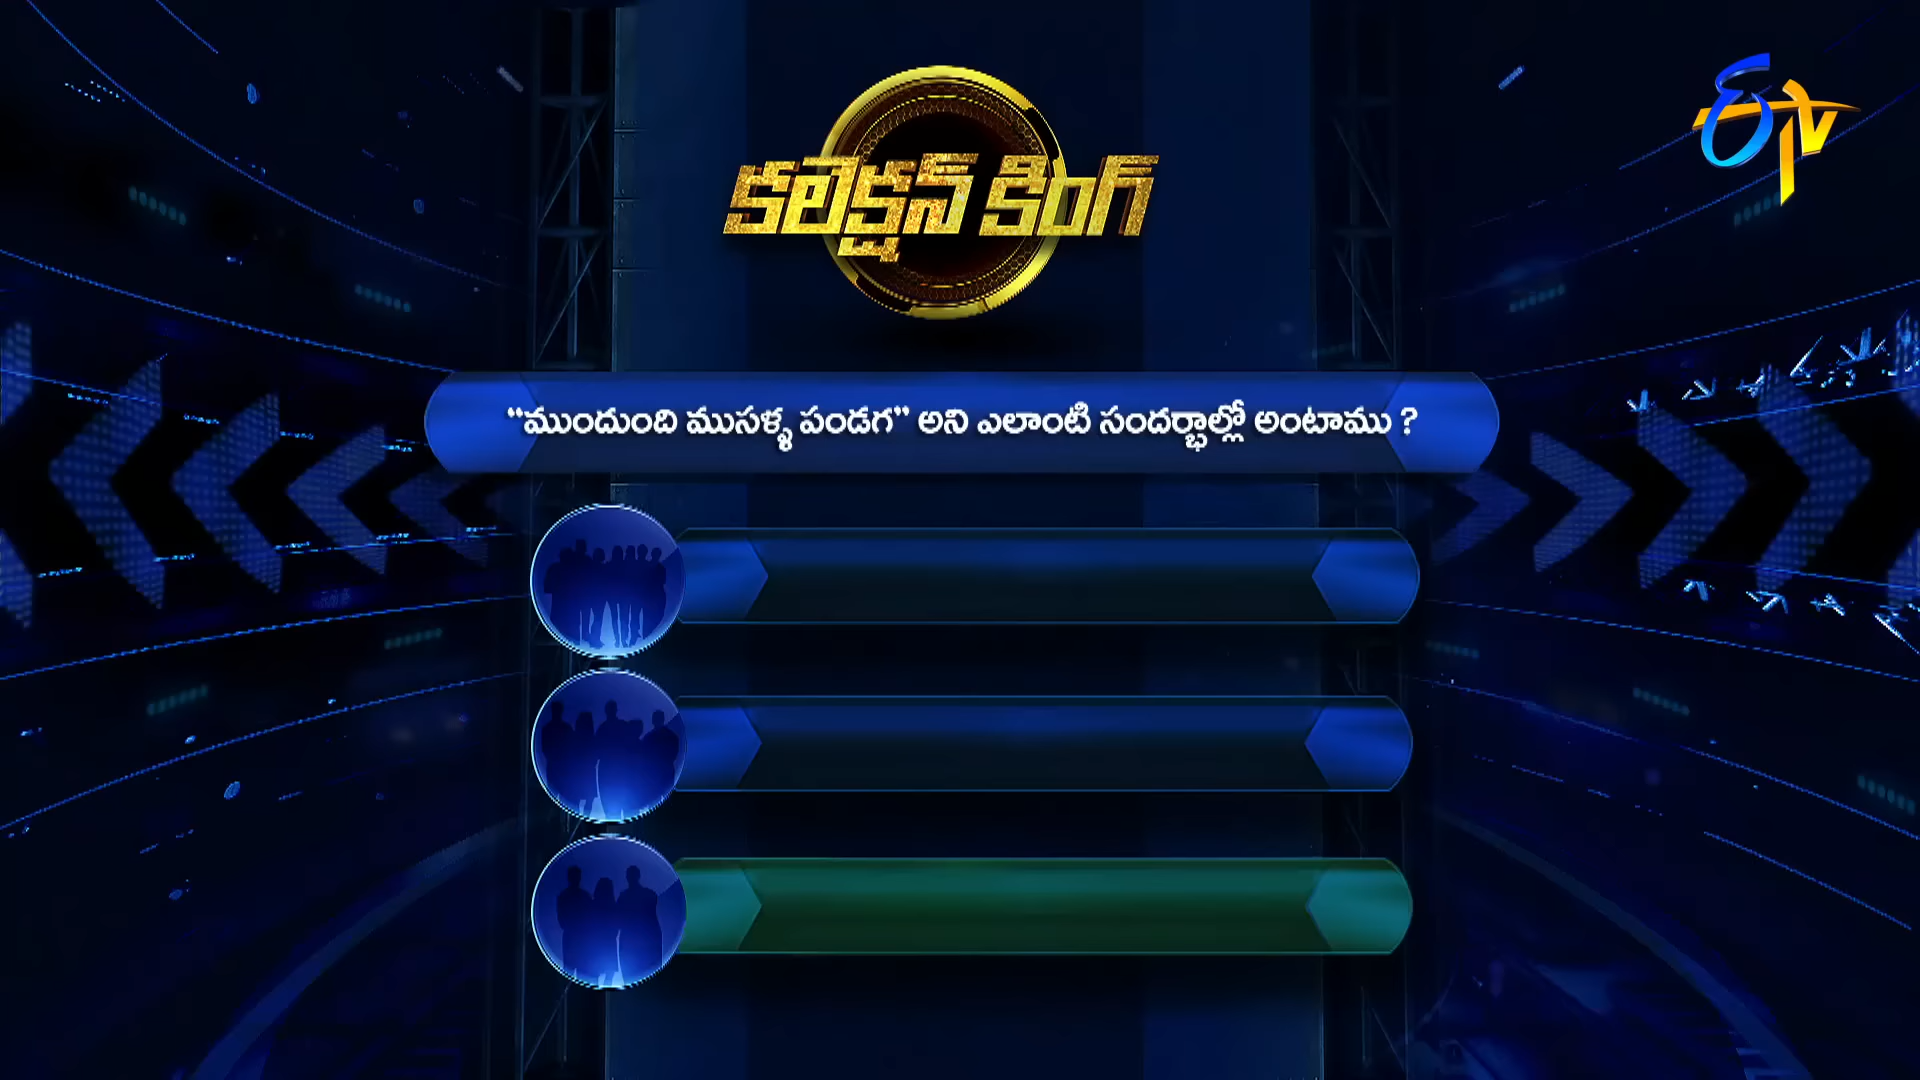 ETV
కలెక్షన్ కింగ్
“ముందుంది ముసళ్ళ పండగ” అని ఎలాంటి సందర్భాల్లో అంటాము ?